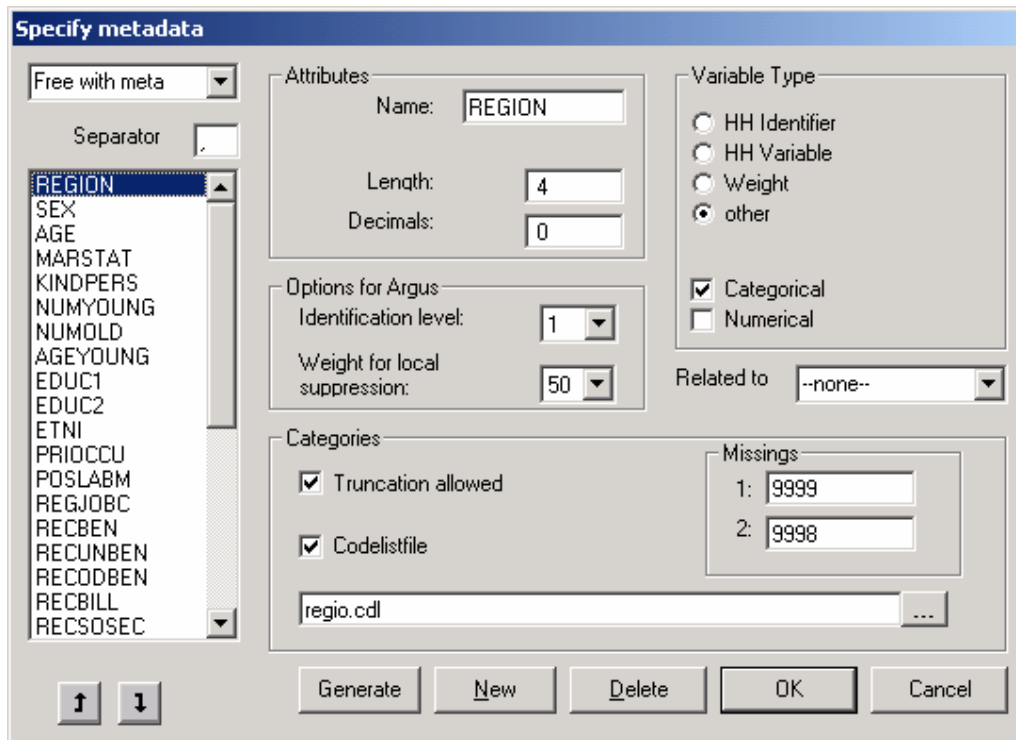 Specify metadata
Free with meta
Separator ,
REGION
SEX
AGE
MARSTAT
KINDPERS
NUMYOUNG
NUMOLD
AGEYOUNG
EDUC1
EDUC2
ETNI
PRIOCCU
POSLABM
REGJOBC
RECBEN
RECUNBEN
RECODBEN
RECBILL
RECSOSEC
Attributes
Name: REGION
Length: 4
Decimals: 0
Options for Argus
Identification level: 1
Weight for local
suppression: 50
Variable Type
HH Identifier
HH Variable
Weight
other
Categorical
Numerical
Related to --none--
Categories
Truncation allowed
Codelistfile
Missings
1: 9999
2: 9998
regio.cdl ...
Generate New Delete OK Cancel